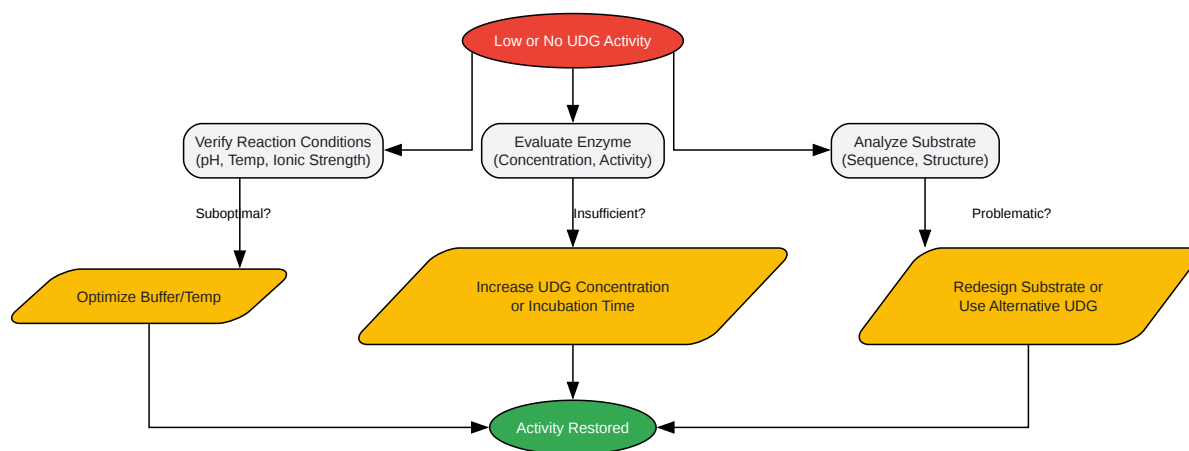 Low or No UDG Activity
Verify Reaction Conditions
(pH, Temp, Ionic Strength)
Evaluate Enzyme
(Concentration, Activity)
Analyze Substrate
(Sequence, Structure)
Suboptimal?
Insufficient?
Problematic?
Optimize Buffer/Temp
Increase UDG Concentration
or Incubation Time
Redesign Substrate or
Use Alternative UDG
Activity Restored